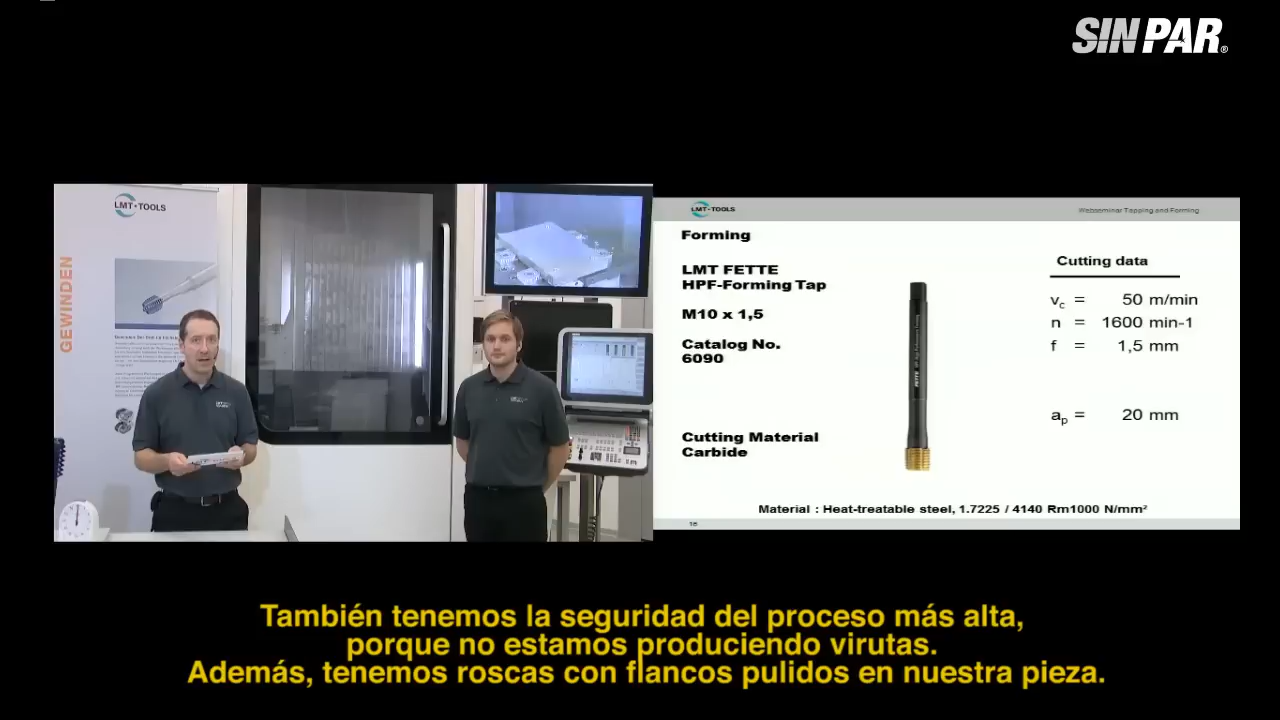 SINPAR®
LMT TOOLS
GEWINDEN
LMT TOOLS
Webseminar Tapping and Forming
Forming
LMT FETTE
HPF-Forming Tap
M10 x 1,5
Catalog No.
6090
Cutting Material
Carbide
Cutting data
vc = 50 m/min
n = 1600 min-1
f = 1,5 mm
ap = 20 mm
Material : Heat-treatable steel, 1.7225 / 4140 Rm1000 N/mm²
16
También tenemos la seguridad del proceso más alta,
porque no estamos produciendo virutas.
Además, tenemos roscas con flancos pulidos en nuestra pieza.